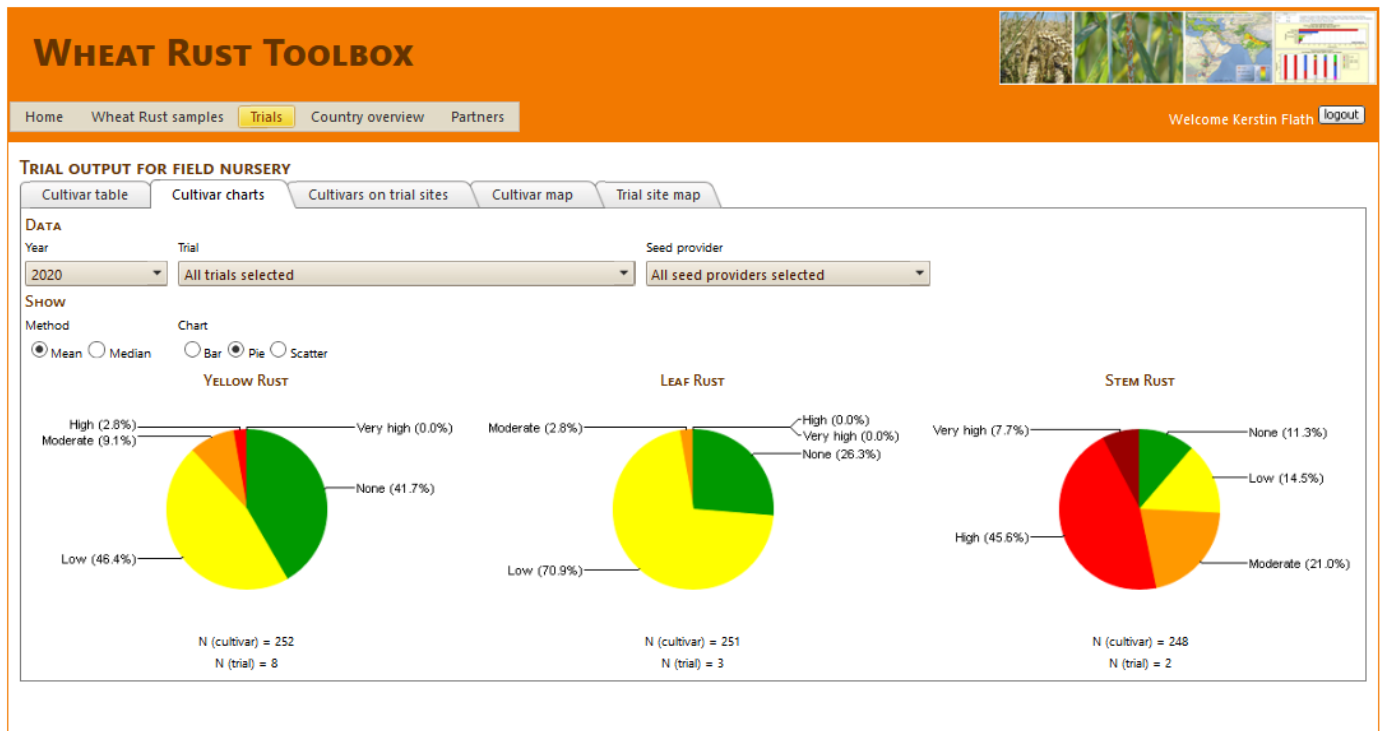 WHEAT RUST TOOLBOX
Home Wheat Rust samples Trials Country overview Partners
Welcome Kerstin Flath logout
TRIAL OUTPUT FOR FIELD NURSERY
Cultivar table Cultivar charts Cultivars on trial sites Cultivar map Trial site map
DATA
Year Trial Seed provider
2020 All trials selected All seed providers selected
SHOW
Method Chart
Mean Median Bar Pie Scatter
YELLOW RUST
High (2.8%)
Moderate (9.1%)
Very high (0.0%)
None (41.7%)
Low (46.4%)
N (cultivar) = 252
N (trial) = 8
LEAF RUST
Moderate (2.8%)
High (0.0%)
Very high (0.0%)
None (26.3%)
Low (70.9%)
N (cultivar) = 251
N (trial) = 3
STEM RUST
Very high (7.7%)
None (11.3%)
Low (14.5%)
High (45.6%)
Moderate (21.0%)
N (cultivar) = 248
N (trial) = 2